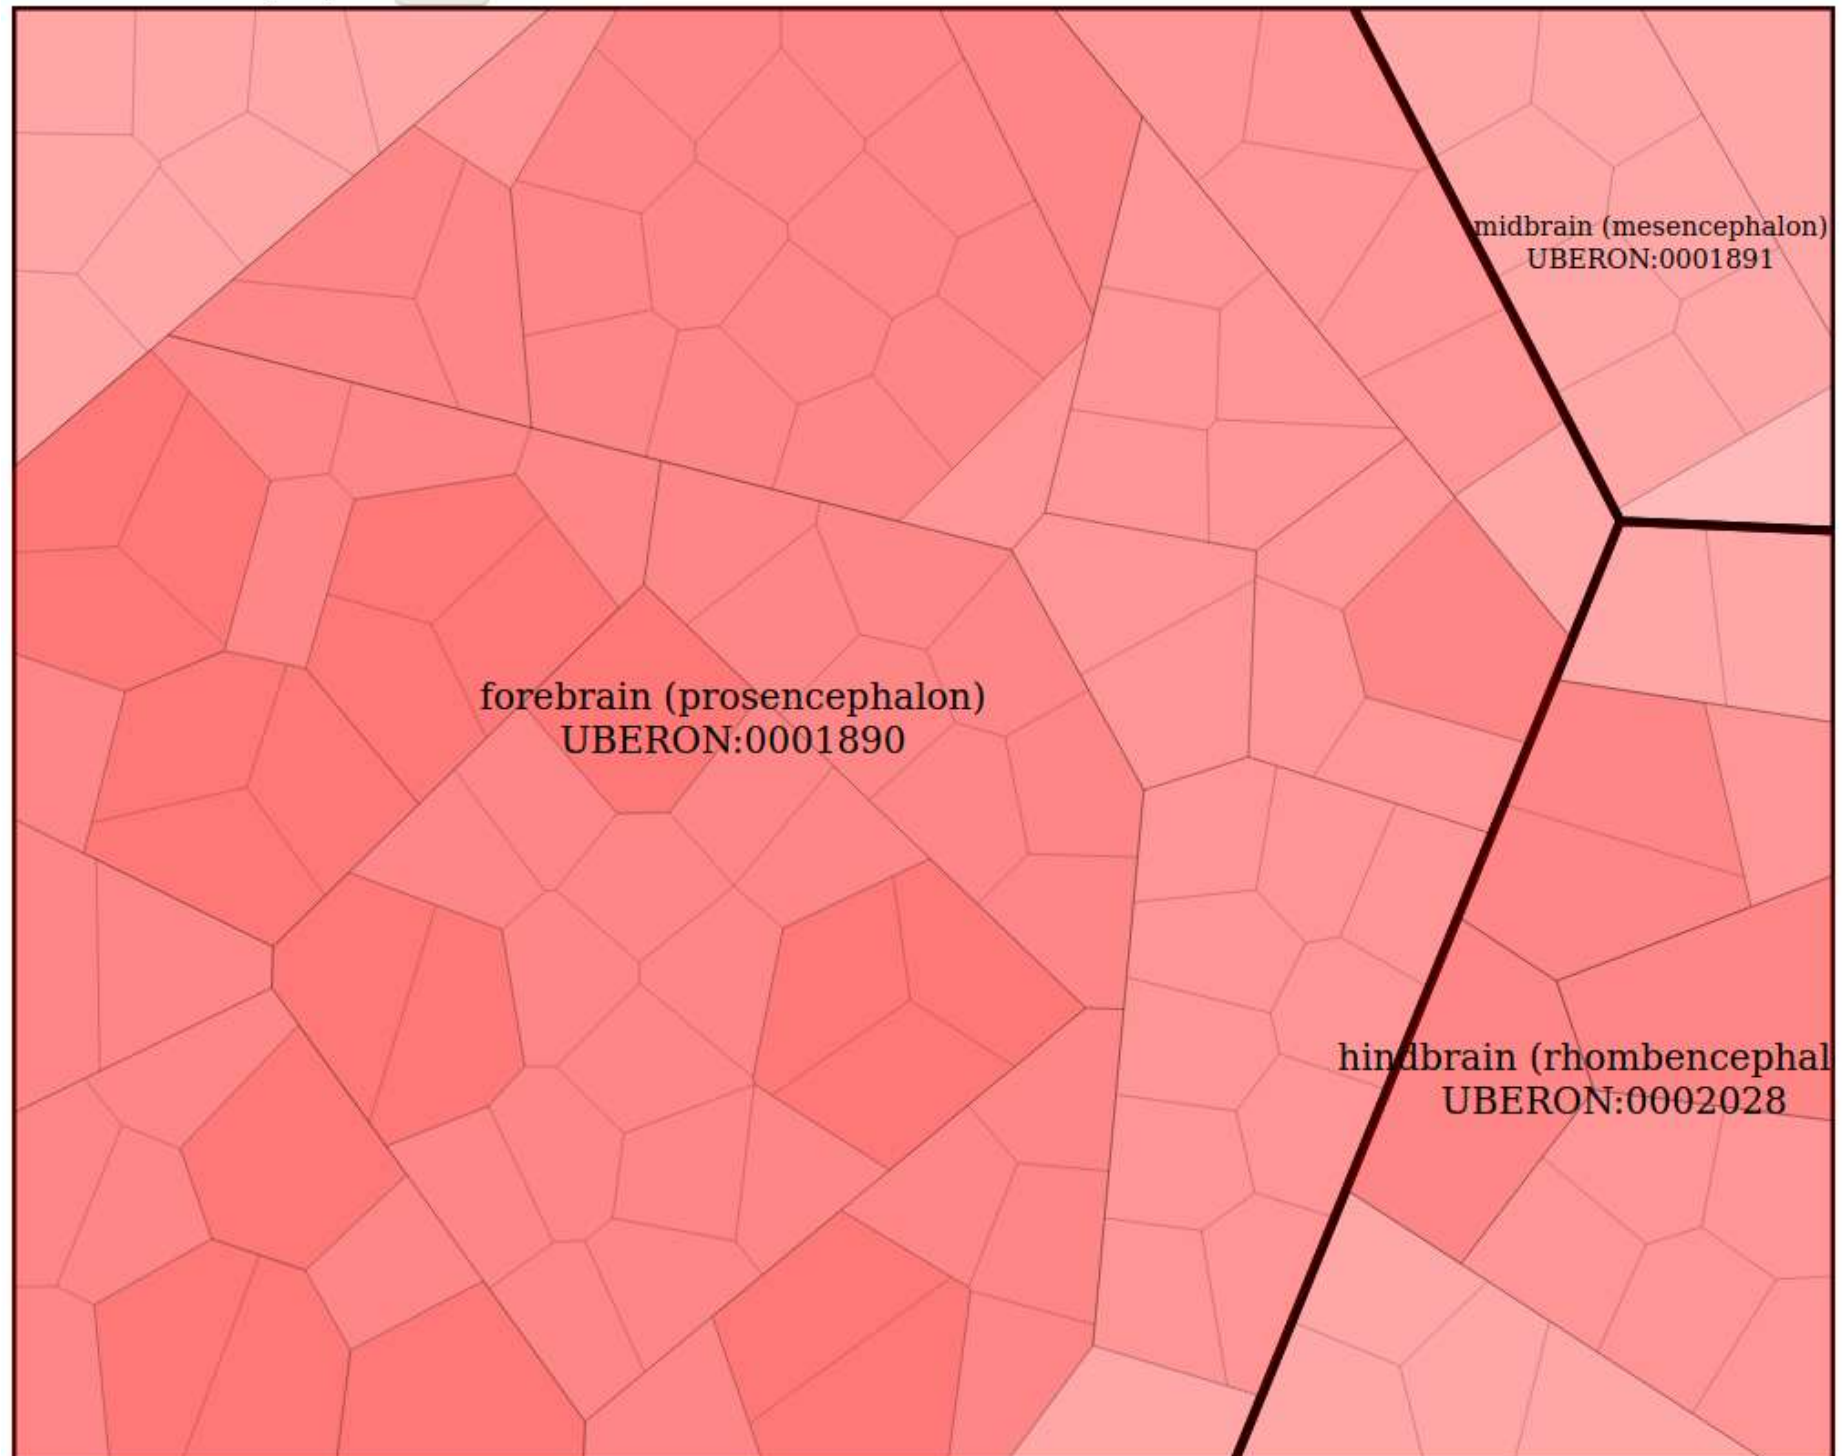 midbrain (mesencephalon)
UBERON:0001891
forebrain (prosencephalon)
UBERON:0001890
hindbrain (rhombencephal
UBERON:0002028